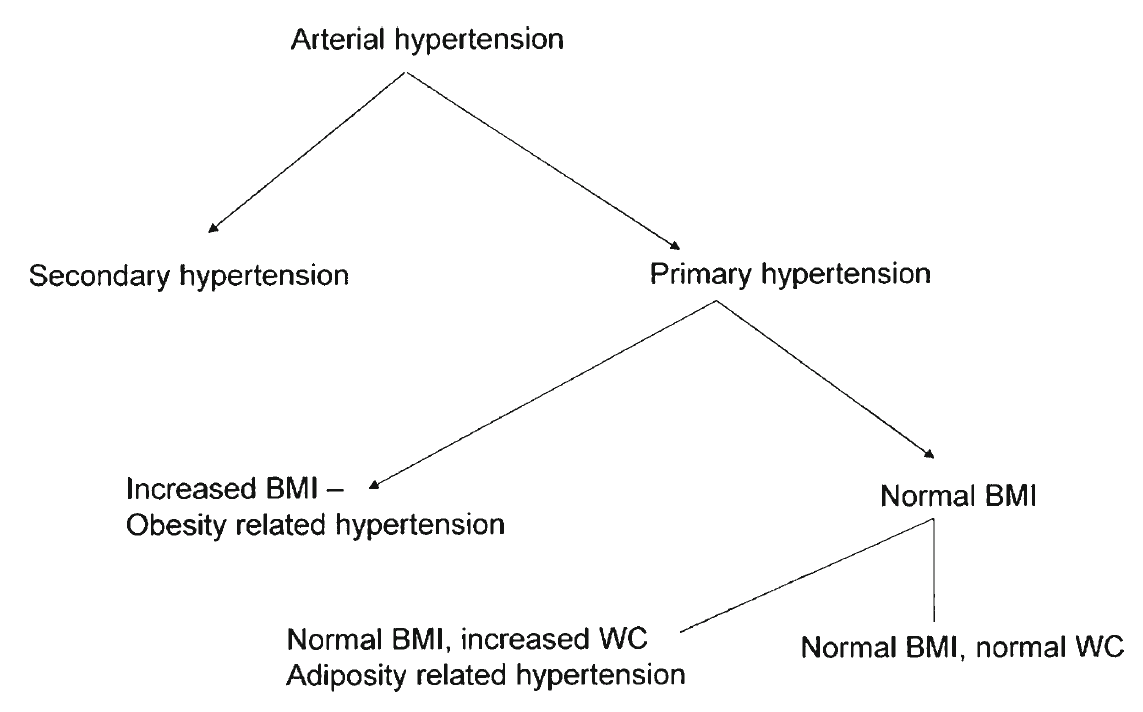 Arterial hypertension
Secondary hypertension
Primary hypertension
Increased BMI –
Obesity related hypertension
Normal BMI
Normal BMI, increased WC
Adiposity related hypertension
Normal BMI, normal WC